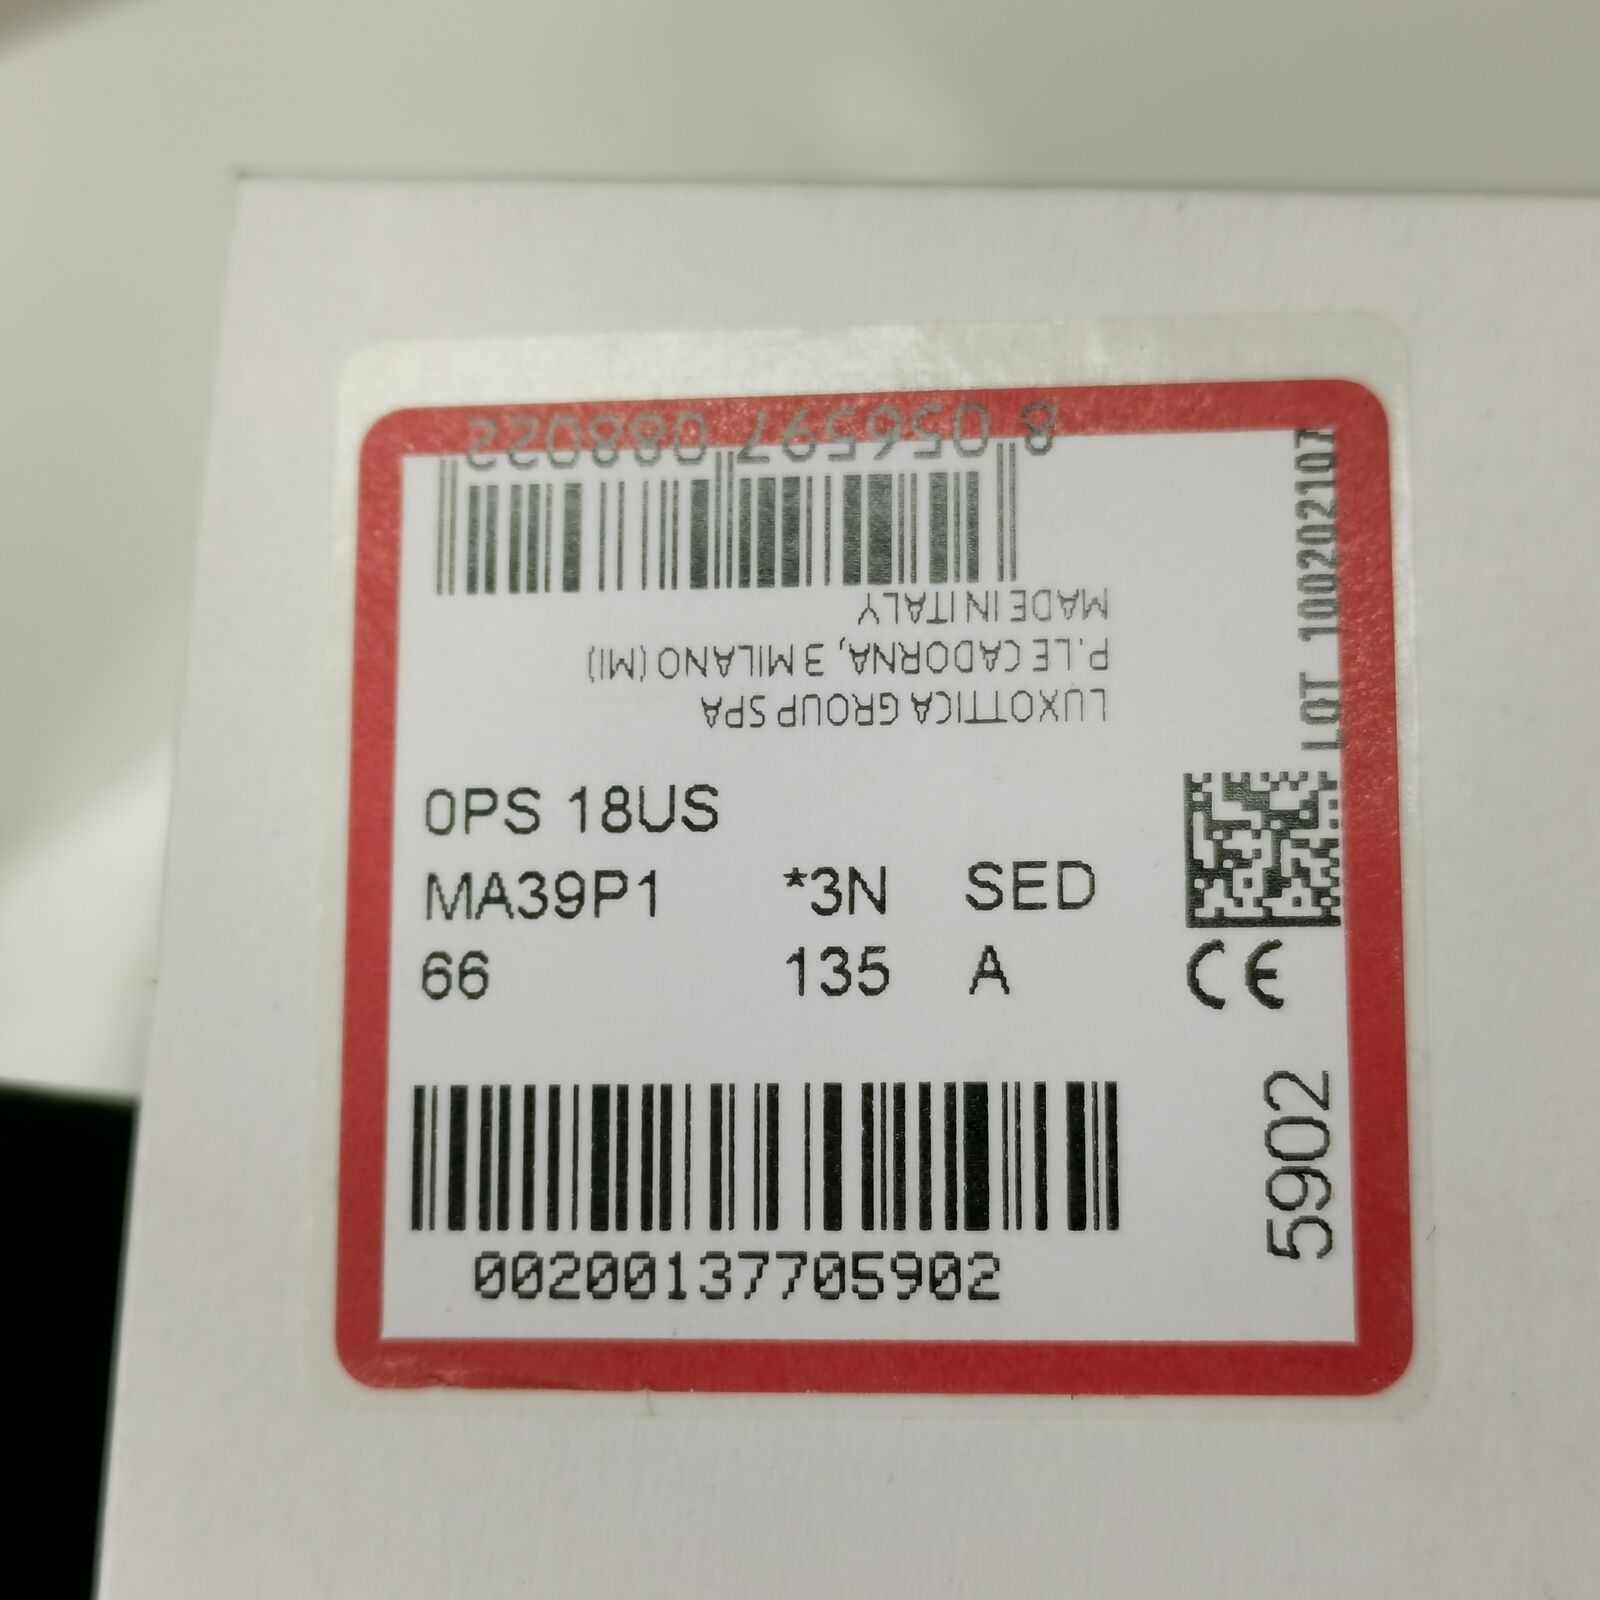 8 056597 088022
MADE IN ITALY
P.LE CADORNA, 3 MILANO (MI)
LUXOTTICA GROUP SPA
LOT 100202107
0PS 18US
MA39P1 *3N SED
66 135 A
CE
5902
00200137705902